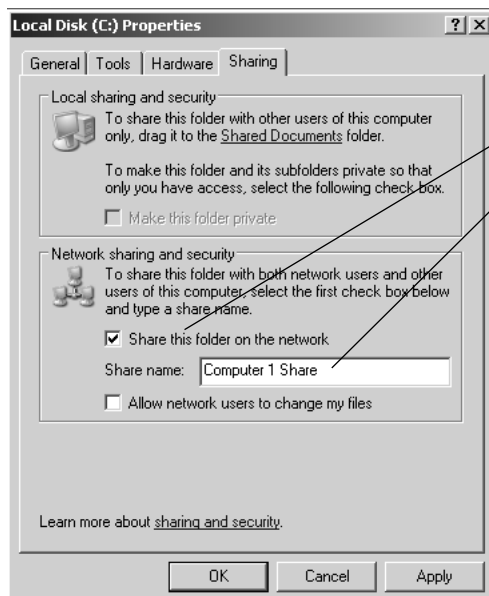 Local Disk (C:) Properties
General Tools Hardware Sharing
Local sharing and security
To share this folder with other users of this computer
only, drag it to the Shared Documents folder.
To make this folder and its subfolders private so that
only you have access, select the following check box.
Make this folder private
Network sharing and security
To share this folder with both network users and other
users of this computer, select the first check box below
and type a share name.
Share this folder on the network
Share name: Computer 1 Share
Allow network users to change my files
Learn more about sharing and security.
OK Cancel Apply